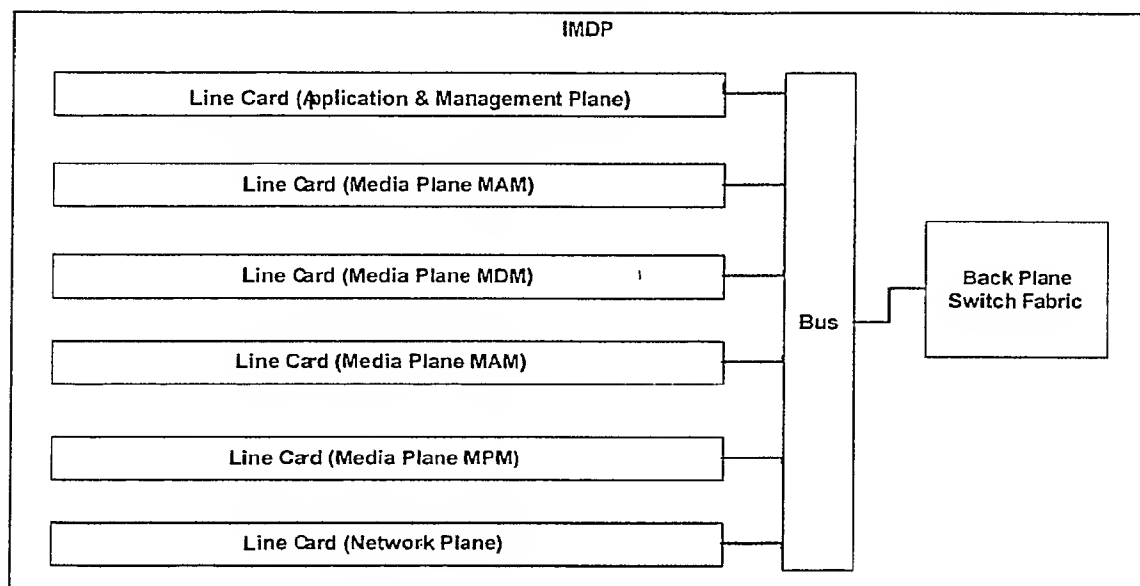 IMDP
Line Card (Application & Management Plane)
Line Card (Media Plane MAM)
Line Card (Media Plane MDM)
Line Card (Media Plane MAM)
Line Card (Media Plane MPM)
Line Card (Network Plane)
Bus
Back Plane
Switch Fabric